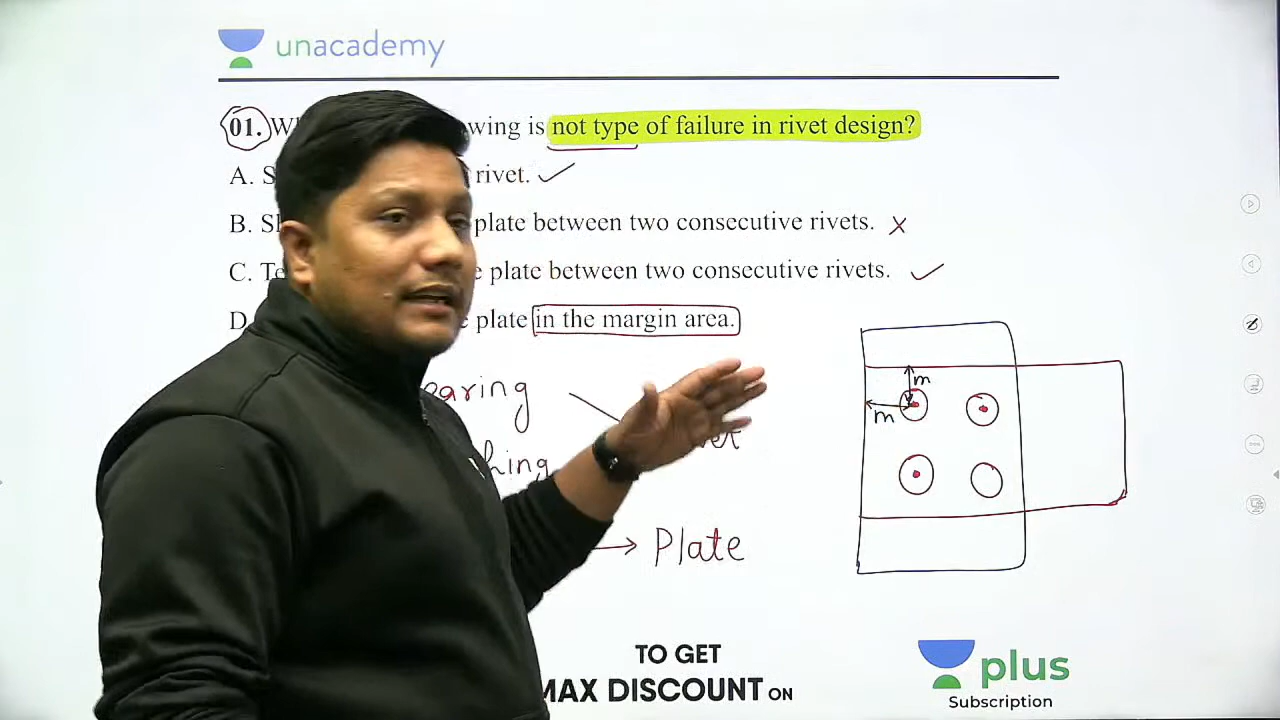 unacademy
01. W wing is not type of failure in rivet design?
A. S rivet.
B. Sh plate between two consecutive rivets.
C. Te e plate between two consecutive rivets.
D. e plate in the margin area.
earing
hing
Plate
m
m
TO GET
MAX DISCOUNT ON
plus
Subscription